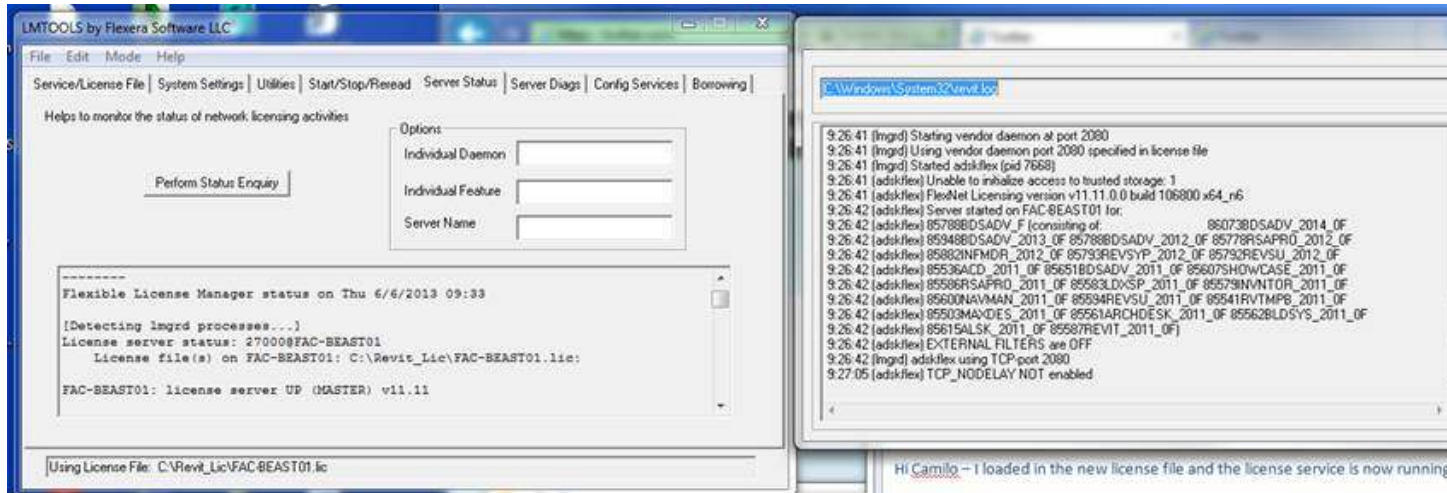 LMTOOLS by Flexera Software LLC
File Edit Mode Help
Service/License File System Settings Utilities Start/Stop/Reread Server Status Server Diags Config Services Borrowing
Helps to monitor the status of network licensing activities
Options
Individual Daemon
Perform Status Enquiry
Individual Feature
Server Name
--------
Flexible License Manager status on Thu 6/6/2013 09:33
[Detecting lmgrd processes...]
License server status: 27000@FAC-BEAST01
License file(s) on FAC-BEAST01: C:\Revit_Lic\FAC-BEAST01.lic:
FAC-BEAST01: license server UP (MASTER) v11.11
Using License File: C:\Revit_Lic\FAC-BEAST01.lic
C:\Windows\System32\revit.log
9:26:41 (lmgrd) Starting vendor daemon at port 2080
9:26:41 (lmgrd) Using vendor daemon port 2080 specified in license file
9:26:41 (lmgrd) Started adskflex (pid 7668)
9:26:41 (adskflex) Unable to initialize access to trusted storage: 1
9:26:41 (adskflex) FlexNet Licensing version v11.11.0.0 build 106800 x64_n6
9:26:42 (adskflex) Server started on FAC-BEAST01 for:
9:26:42 (adskflex) 85788BDSADV_F (consisting of: 86073BDSADV_2014_0F
9:26:42 (adskflex) 85948BDSADV_2013_0F 85788BDSADV_2012_0F 85778RSAPRO_2012_0F
9:26:42 (adskflex) 85882INFMDR_2012_0F 85793REVSYP_2012_0F 85792REVSU_2012_0F
9:26:42 (adskflex) 85536ACD_2011_0F 85651BDSADV_2011_0F 85607SHOWCASE_2011_0F
9:26:42 (adskflex) 85586RSAPRO_2011_0F 85583LDXSP_2011_0F 85579INVNTOR_2011_0F
9:26:42 (adskflex) 85600NAVMAN_2011_0F 85594REVSU_2011_0F 85541RVTMPB_2011_0F
9:26:42 (adskflex) 85503MAXDES_2011_0F 85561ARCHDESK_2011_0F 85562BLDSYS_2011_0F
9:26:42 (adskflex) 85615ALSK_2011_0F 85587REVIT_2011_0F)
9:26:42 (adskflex) EXTERNAL FILTERS are OFF
9:26:42 (lmgrd) adskflex using TCP-port 2080
9:27:05 (adskflex) TCP_NODELAY NOT enabled
Hi Camilo – I loaded in the new license file and the license service is now running